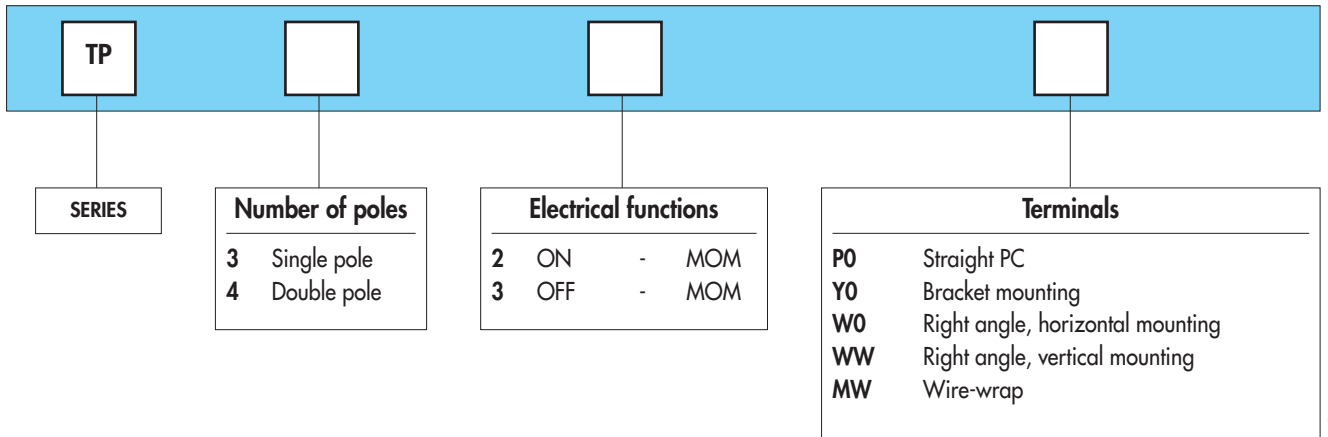 TP
SERIES
Number of poles
3 Single pole
4 Double pole
Electrical functions
2 ON - MOM
3 OFF - MOM
Terminals
P0 Straight PC
Y0 Bracket mounting
W0 Right angle, horizontal mounting
WW Right angle, vertical mounting
MW Wire-wrap